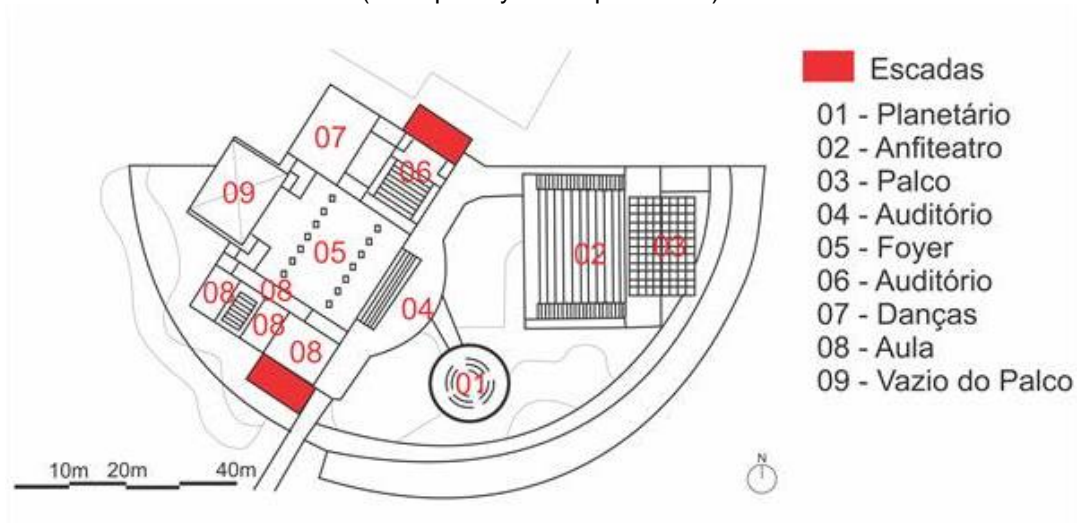 Escadas
01 - Planetário
02 - Anfiteatro
03 - Palco
04 - Auditório
05 - Foyer
06 - Auditório
07 - Danças
08 - Aula
09 - Vazio do Palco
07
06
09
05
02
03
08
08
08
08
04
01
10m 20m 40m
N